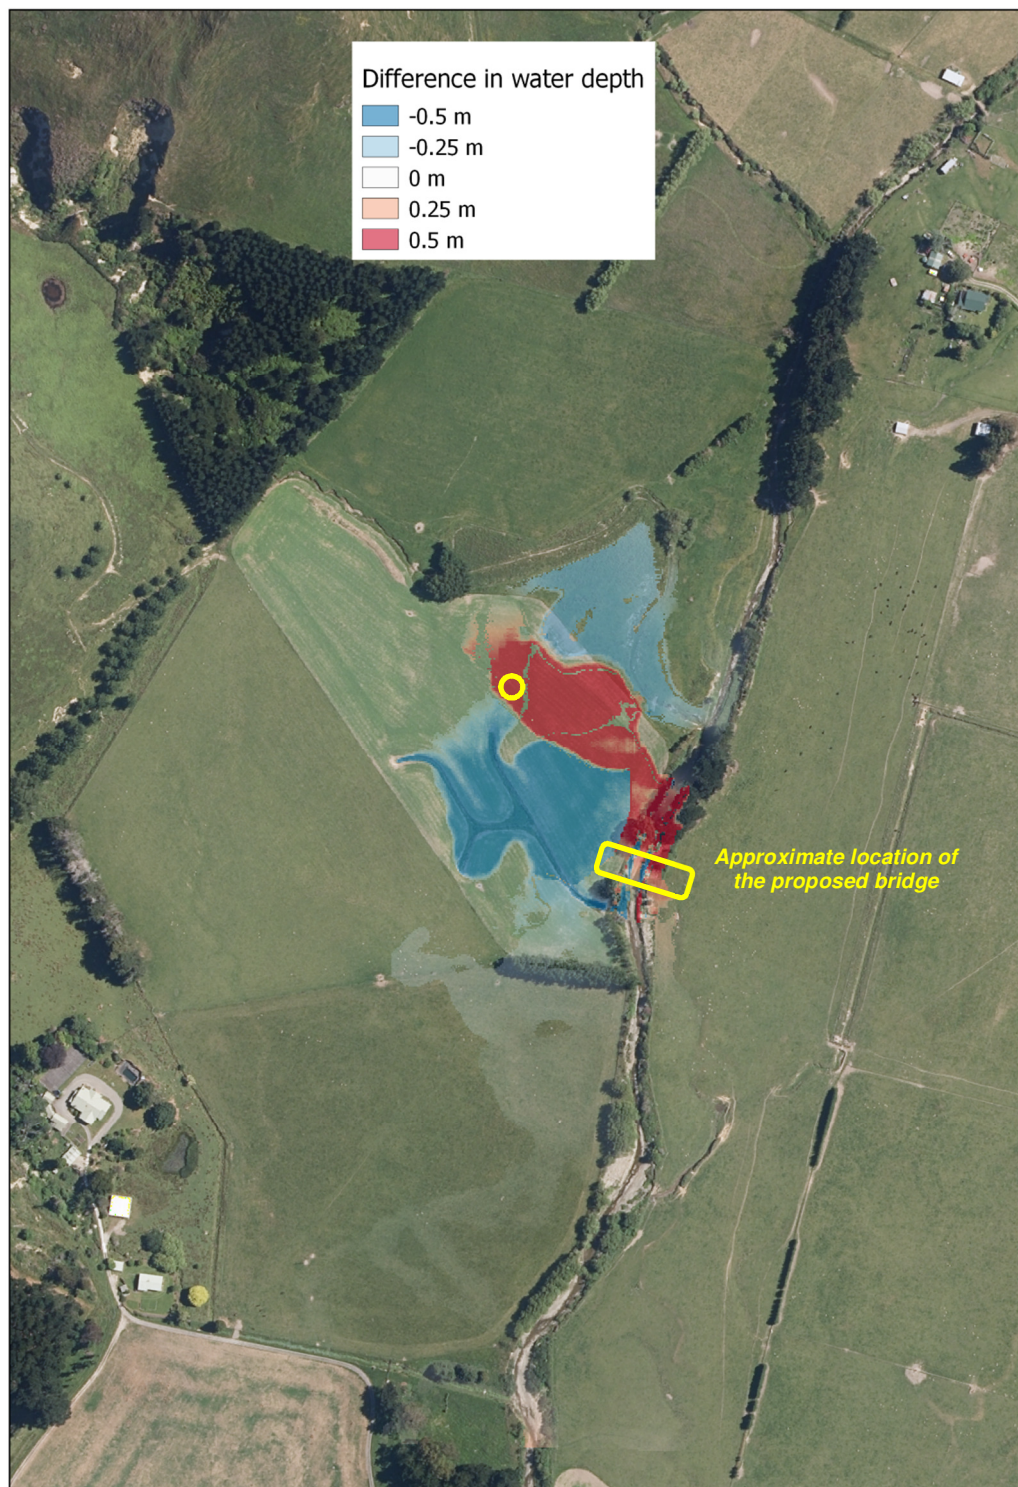 Difference in water depth
-0.5 m
-0.25 m
0 m
0.25 m
0.5 m
Approximate location of
the proposed bridge